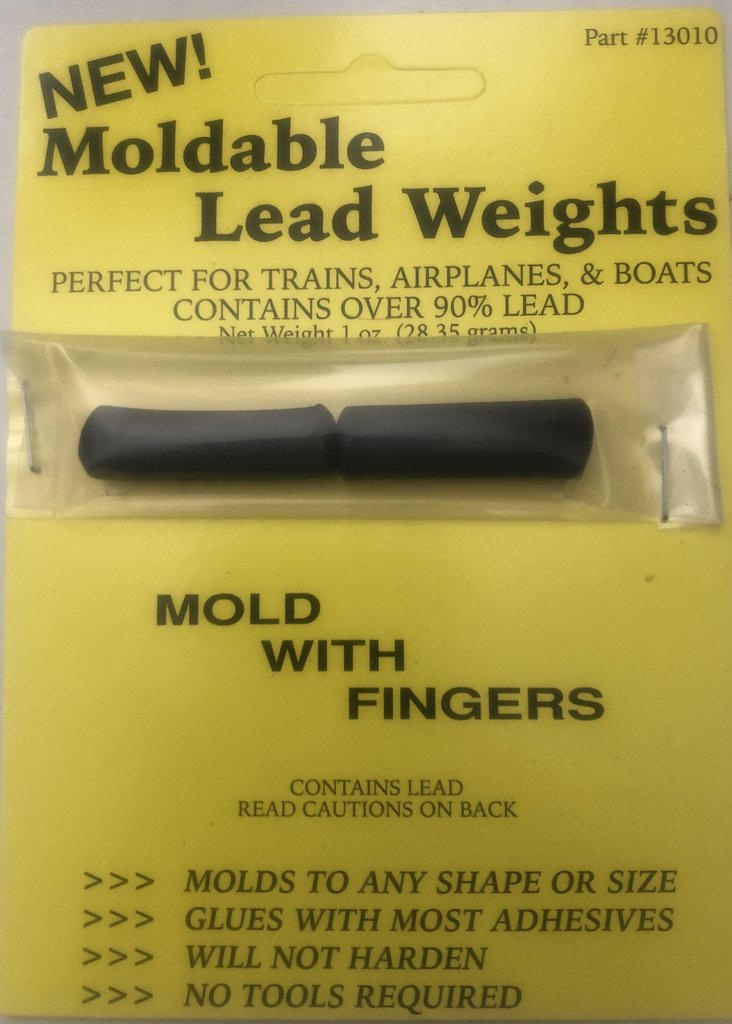 Part #13010
NEW!
Moldable
Lead Weights
PERFECT FOR TRAINS, AIRPLANES, & BOATS
CONTAINS OVER 90% LEAD
Net Weight 1 oz. (28.35 grams)
MOLD
WITH
FINGERS
CONTAINS LEAD
READ CAUTIONS ON BACK
>>> MOLDS TO ANY SHAPE OR SIZE
>>> GLUES WITH MOST ADHESIVES
>>> WILL NOT HARDEN
>>> NO TOOLS REQUIRED